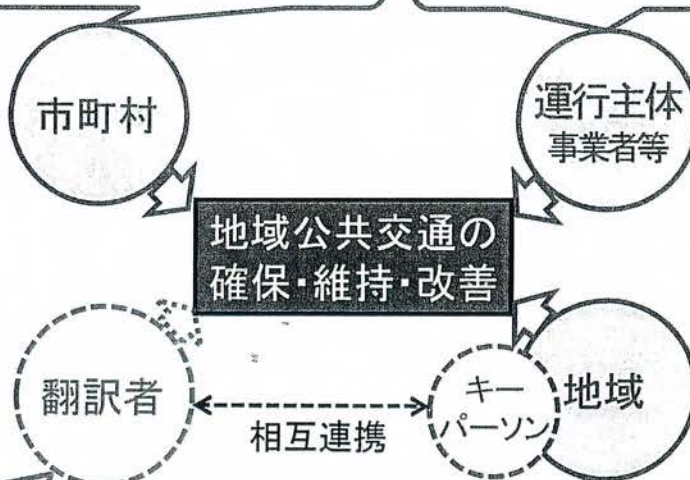 市町村
運行主体
事業者等
地域公共交通の
確保・維持・改善
翻訳者
相互連携
キー
パーソン
地域